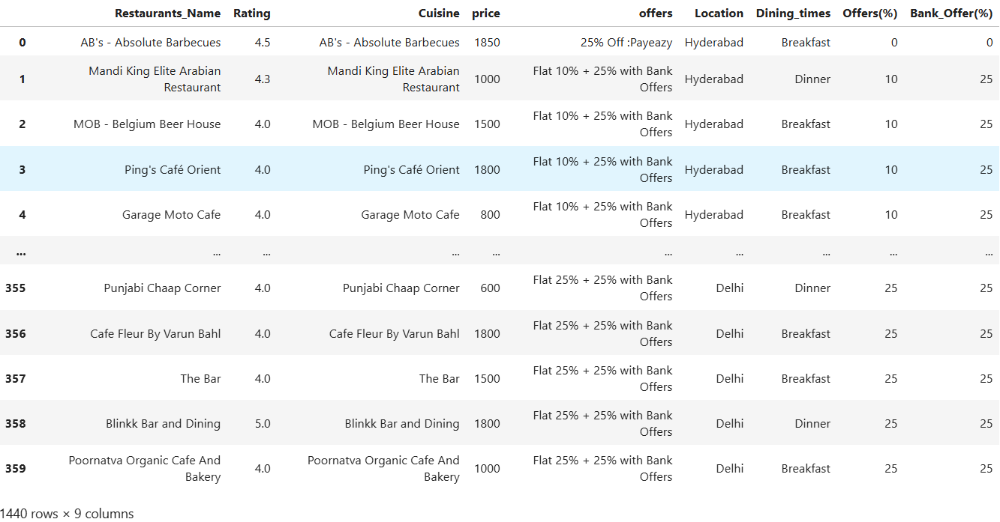 Restaurants_Name Rating Cuisine price offers Location Dining_times Offers(%) Bank_Offer(%)
0 AB's - Absolute Barbecues 4.5 AB's - Absolute Barbecues 1850 25% Off :Payeazy Hyderabad Breakfast 0 0
1 Mandi King Elite Arabian Restaurant 4.3 Mandi King Elite Arabian Restaurant 1000 Flat 10% + 25% with Bank Offers Hyderabad Dinner 10 25
2 MOB - Belgium Beer House 4.0 MOB - Belgium Beer House 1500 Flat 10% + 25% with Bank Offers Hyderabad Breakfast 10 25
3 Ping's Café Orient 4.0 Ping's Café Orient 1800 Flat 10% + 25% with Bank Offers Hyderabad Breakfast 10 25
4 Garage Moto Cafe 4.0 Garage Moto Cafe 800 Flat 10% + 25% with Bank Offers Hyderabad Breakfast 10 25
... ... ... ... ... ... ... ... ... ...
355 Punjabi Chaap Corner 4.0 Punjabi Chaap Corner 600 Flat 25% + 25% with Bank Offers Delhi Dinner 25 25
356 Cafe Fleur By Varun Bahl 4.0 Cafe Fleur By Varun Bahl 1800 Flat 25% + 25% with Bank Offers Delhi Breakfast 25 25
357 The Bar 4.0 The Bar 1500 Flat 25% + 25% with Bank Offers Delhi Breakfast 25 25
358 Blinkk Bar and Dining 5.0 Blinkk Bar and Dining 1800 Flat 25% + 25% with Bank Offers Delhi Dinner 25 25
359 Poornatva Organic Cafe And Bakery 4.0 Poornatva Organic Cafe And Bakery 1000 Flat 25% + 25% with Bank Offers Delhi Breakfast 25 25
1440 rows × 9 columns